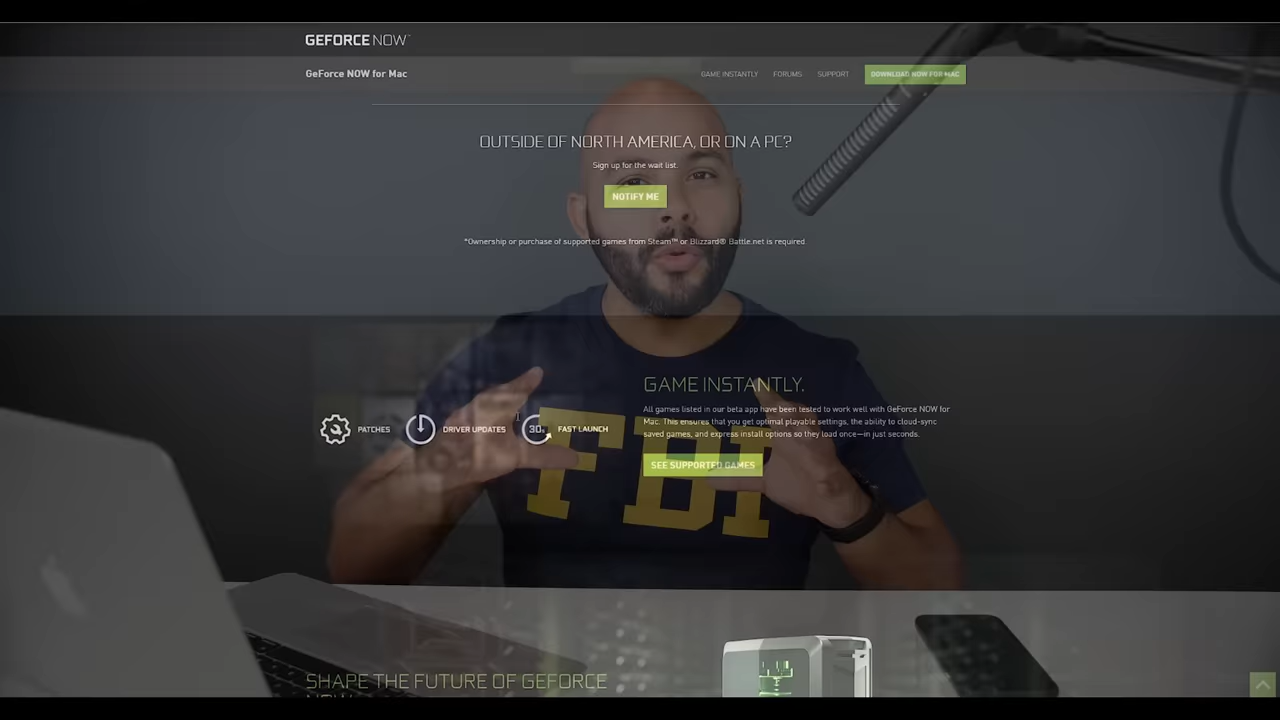 GEFORCE NOW™
GeForce NOW for Mac
GAME INSTANTLY
FORUMS
SUPPORT
DOWNLOAD NOW FOR MAC
OUTSIDE OF NORTH AMERICA, OR ON A PC?
Sign up for the wait list.
NOTIFY ME
*Ownership or purchase of supported games from Steam™ or Blizzard® Battle.net is required
GAME INSTANTLY.
All games listed in our beta app have been tested to work well with GeForce NOW for
Mac. This ensures that you get optimal playable settings, the ability to cloud-sync
saved games, and express install options so they load once—in just seconds.
PATCHES
DRIVER UPDATES
30s
FAST LAUNCH
SEE SUPPORTED GAMES
FBI
SHAPE THE FUTURE OF GEFORCE
NOW